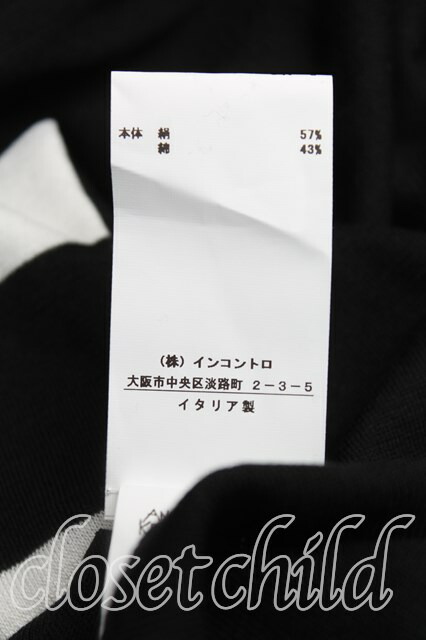 本体 絹 57%
綿 43%
(株)インコントロ
大阪市中央区淡路町 2-3-5
イタリア製
closetchild